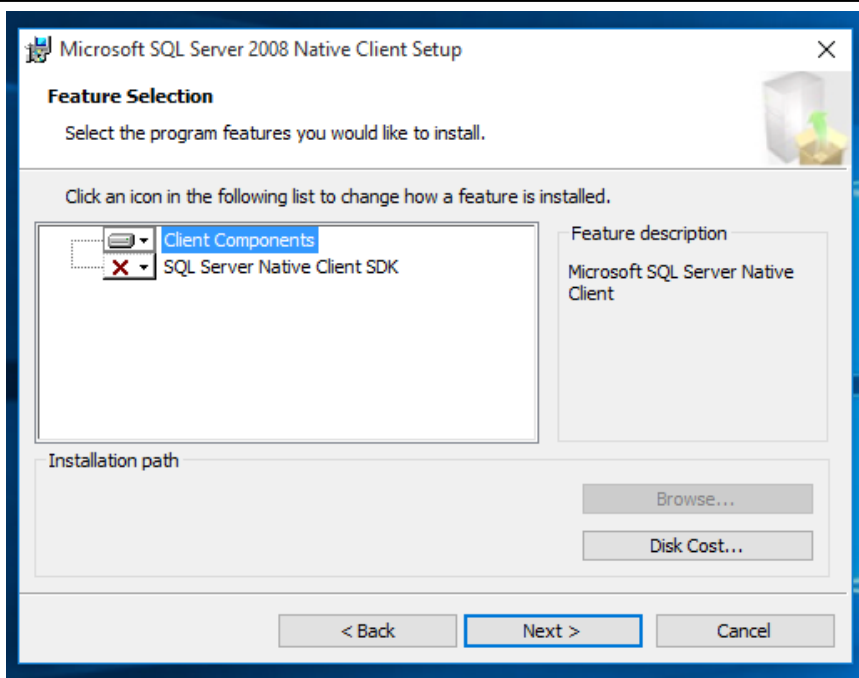 Microsoft SQL Server 2008 Native Client Setup
Feature Selection
Select the program features you would like to install.
Click an icon in the following list to change how a feature is installed.
Client Components
SQL Server Native Client SDK
Feature description
Microsoft SQL Server Native
Client
Installation path
Browse...
Disk Cost...
< Back
Next >
Cancel